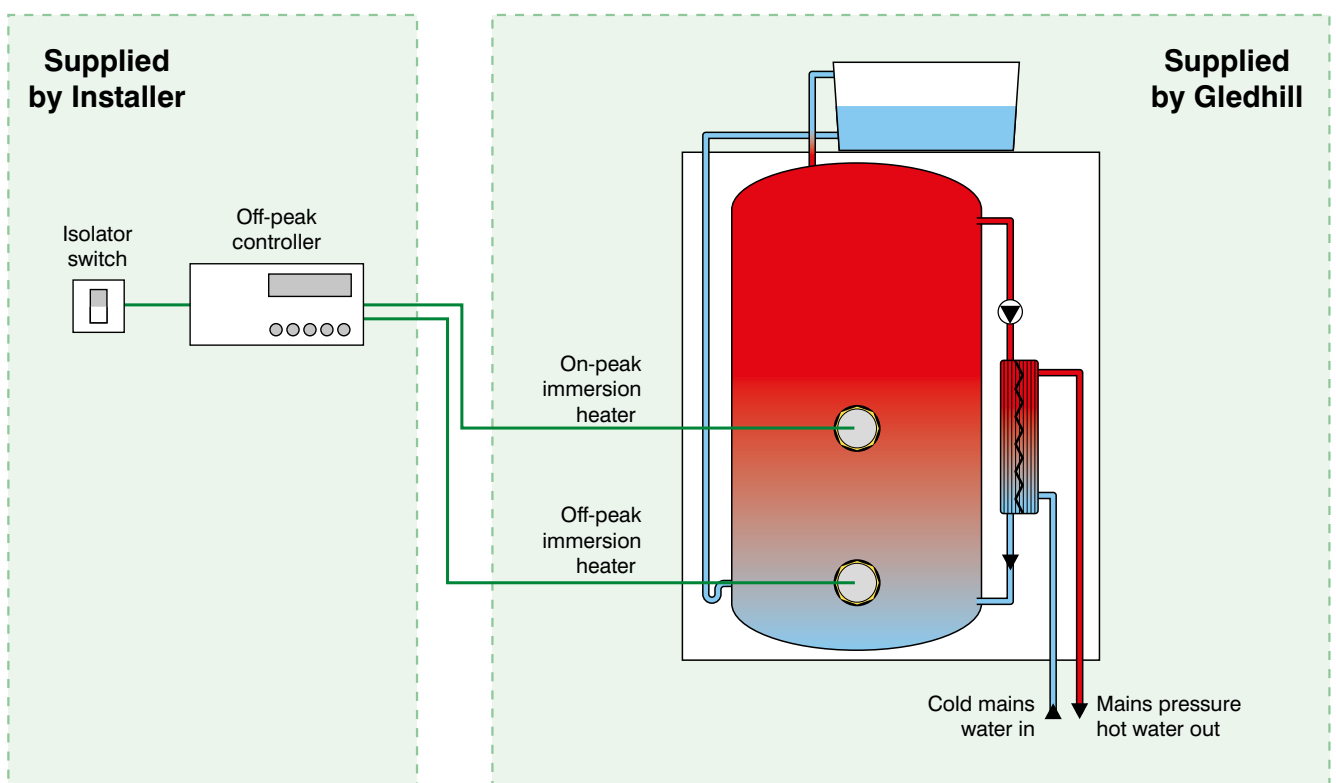 Supplied
by Installer
Supplied
by Gledhill
Isolator
switch
Off-peak
controller
On-peak
immersion
heater
Off-peak
immersion
heater
Cold mains
water in
Mains pressure
hot water out